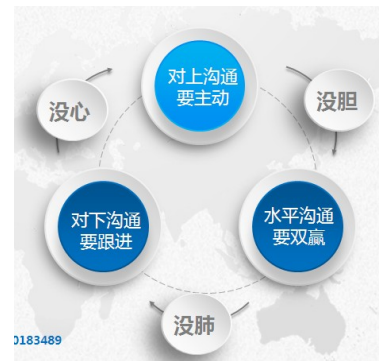 对上沟通
要主动
没心
没胆
对下沟通
要跟进
水平沟通
要双赢
没肺
0183489